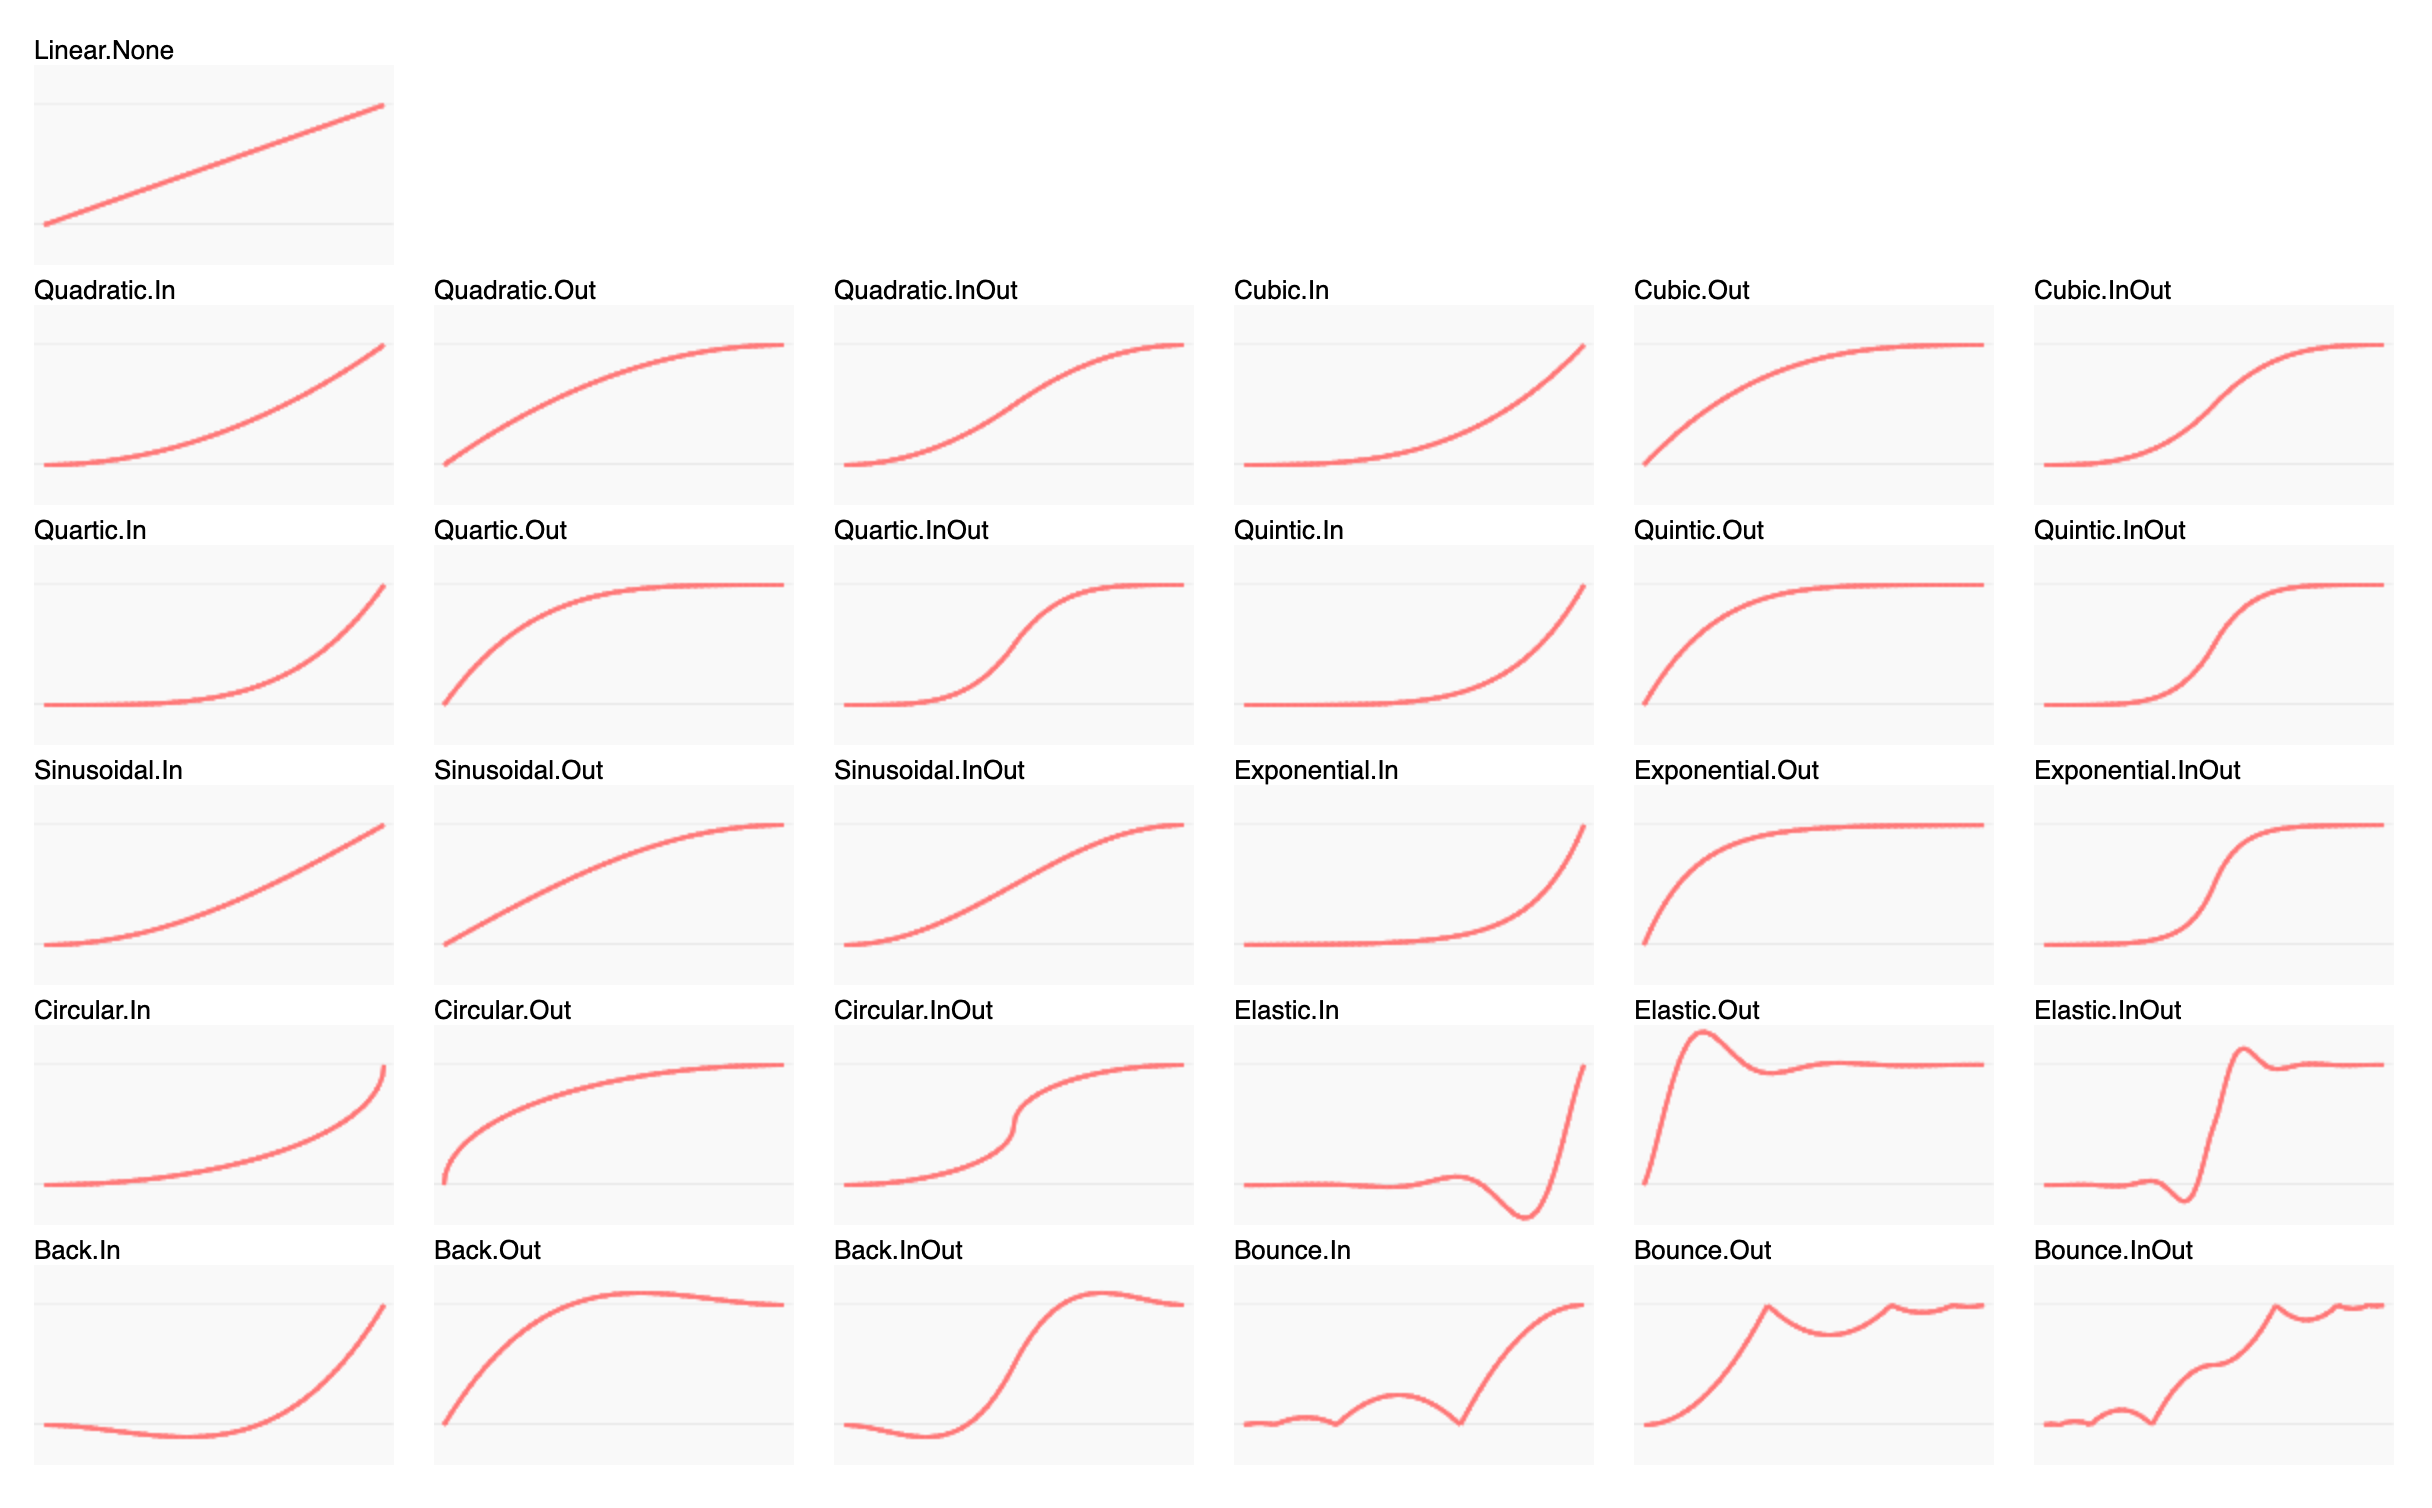 Linear.None
Quadratic.In
Quadratic.Out
Quadratic.InOut
Cubic.In
Cubic.Out
Cubic.InOut
Quartic.In
Quartic.Out
Quartic.InOut
Quintic.In
Quintic.Out
Quintic.InOut
Sinusoidal.In
Sinusoidal.Out
Sinusoidal.InOut
Exponential.In
Exponential.Out
Exponential.InOut
Circular.In
Circular.Out
Circular.InOut
Elastic.In
Elastic.Out
Elastic.InOut
Back.In
Back.Out
Back.InOut
Bounce.In
Bounce.Out
Bounce.InOut